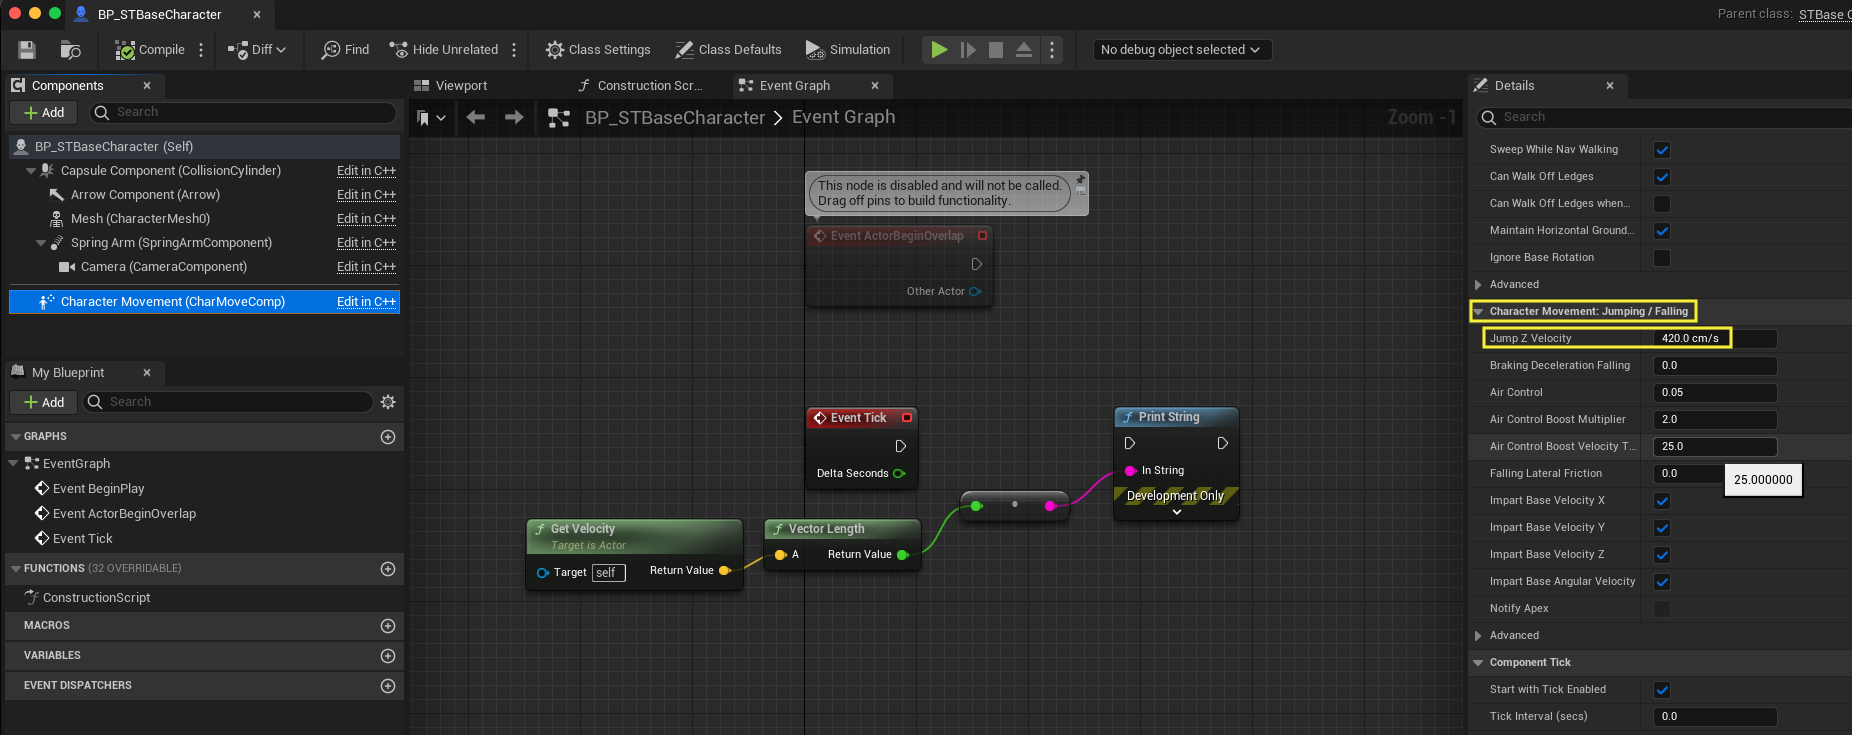 BP_STBaseCharacter
Parent class: STBase C
Compile
Diff
Find
Hide Unrelated
Class Settings
Class Defaults
Simulation
No debug object selected
Components
Add
Search
BP_STBaseCharacter (Self)
Capsule Component (CollisionCylinder) Edit in C++
Arrow Component (Arrow) Edit in C++
Mesh (CharacterMesh0) Edit in C++
Spring Arm (SpringArmComponent) Edit in C++
Camera (CameraComponent) Edit in C++
Character Movement (CharMoveComp) Edit in C++
My Blueprint
Add
Search
GRAPHS
EventGraph
Event BeginPlay
Event ActorBeginOverlap
Event Tick
FUNCTIONS (32 OVERRIDABLE)
ConstructionScript
MACROS
VARIABLES
EVENT DISPATCHERS
Viewport
Construction Scr...
Event Graph
BP_STBaseCharacter > Event Graph
Zoom -1
This node is disabled and will not be called.
Drag off pins to build functionality.
Event ActorBeginOverlap
Other Actor
Event Tick
Delta Seconds
Print String
In String
Development Only
Get Velocity
Target is Actor
Target self
Return Value
Vector Length
A
Return Value
Details
Search
Sweep While Nav Walking
Can Walk Off Ledges
Can Walk Off Ledges when...
Maintain Horizontal Ground...
Ignore Base Rotation
Advanced
Character Movement: Jumping / Falling
Jump Z Velocity 420.0 cm/s
Braking Deceleration Falling 0.0
Air Control 0.05
Air Control Boost Multiplier 2.0
Air Control Boost Velocity T... 25.0
Falling Lateral Friction 0.0
25.000000
Impart Base Velocity X
Impart Base Velocity Y
Impart Base Velocity Z
Impart Base Angular Velocity
Notify Apex
Advanced
Component Tick
Start with Tick Enabled
Tick Interval (secs) 0.0